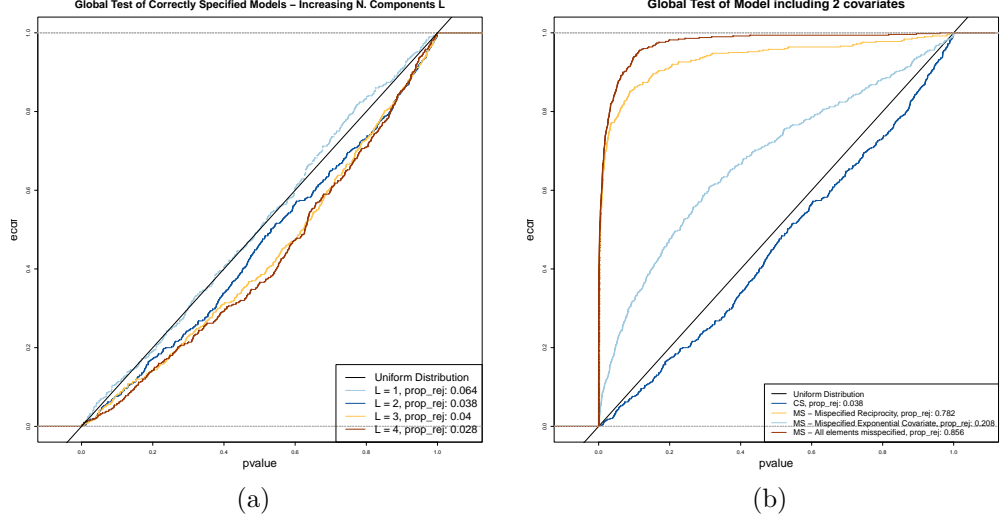 Global Test of Correctly Specified Models – Increasing N. Components L
ecdf
0.0
0.2
0.4
0.6
0.8
1.0
0.0
0.2
0.4
0.6
0.8
1.0
pvalue
Uniform Distribution
L = 1, prop_rej: 0.064
L = 2, prop_rej: 0.038
L = 3, prop_rej: 0.04
L = 4, prop_rej: 0.028
(a)
Global Test of Model including 2 covariates
ecdf
0.0
0.2
0.4
0.6
0.8
1.0
0.0
0.2
0.4
0.6
0.8
1.0
pvalue
Uniform Distribution
CS, prop_rej: 0.038
MS – Mispecified Reciprocity, prop_rej: 0.782
MS – Mispecified Exponential Covariate, prop_rej: 0.208
MS – All elements misspecified, prop_rej: 0.856
(b)